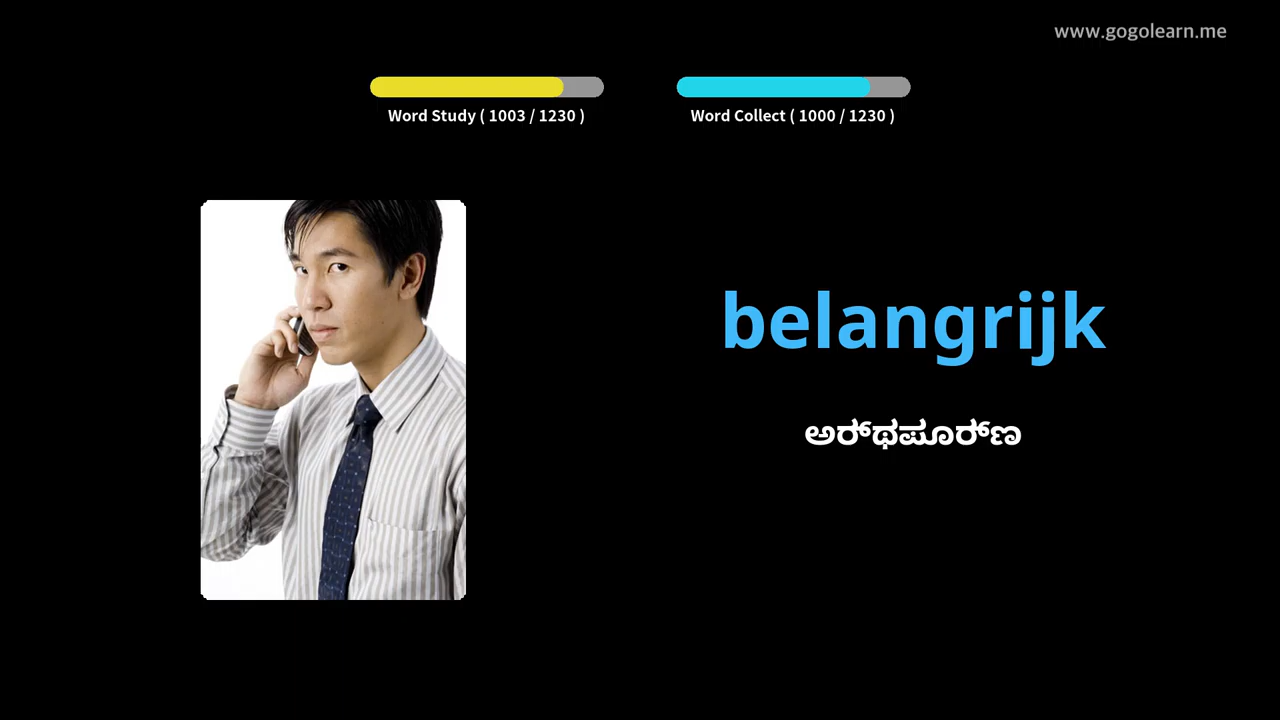 www.gogolearn.me
Word Study ( 1003 / 1230 )
Word Collect ( 1000 / 1230 )
belangrijk
ಅರ್‍ಥಪೂರ್‍ಣ